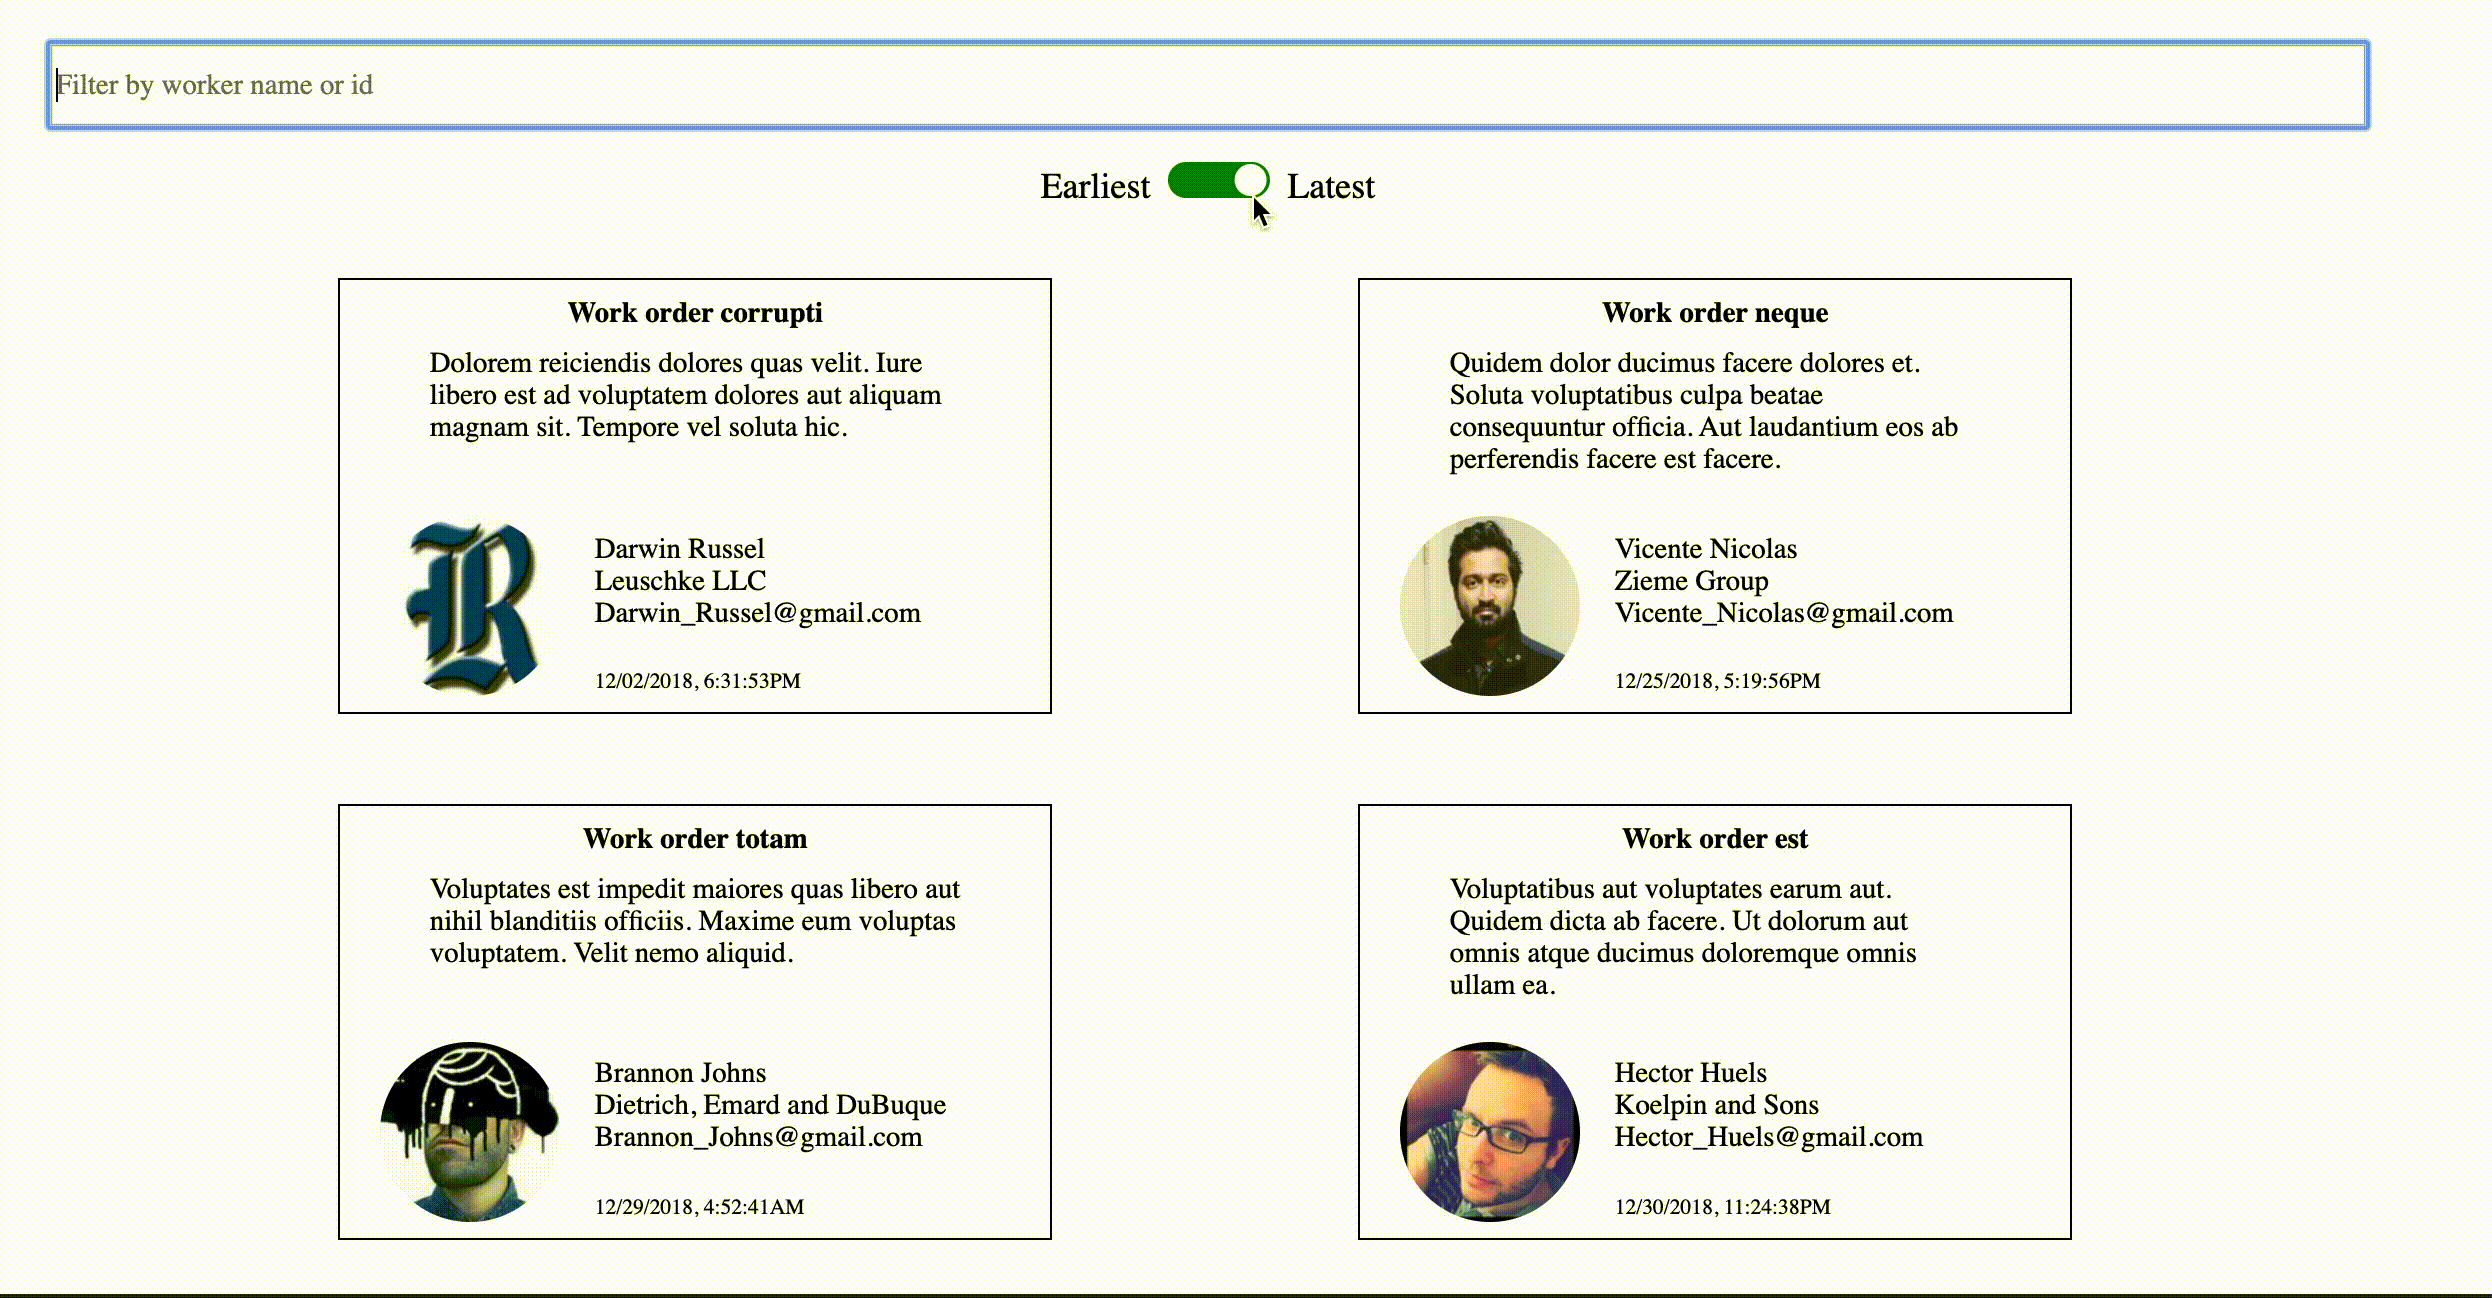 Filter by worker name or id
Earliest Latest
Work order corrupti
Dolorem reiciendis dolores quas velit. Iure
libero est ad voluptatem dolores aut aliquam
magnam sit. Tempore vel soluta hic.
R
Darwin Russel
Leuschke LLC
Darwin_Russel@gmail.com
12/02/2018, 6:31:53PM
Work order neque
Quidem dolor ducimus facere dolores et.
Soluta voluptatibus culpa beatae
consequuntur officia. Aut laudantium eos ab
perferendis facere est facere.
Vicente Nicolas
Zieme Group
Vicente_Nicolas@gmail.com
12/25/2018, 5:19:56PM
Work order totam
Voluptates est impedit maiores quas libero aut
nihil blanditiis officiis. Maxime eum voluptas
voluptatem. Velit nemo aliquid.
Brannon Johns
Dietrich, Emard and DuBuque
Brannon_Johns@gmail.com
12/29/2018, 4:52:41AM
Work order est
Voluptatibus aut voluptates earum aut.
Quidem dicta ab facere. Ut dolorum aut
omnis atque ducimus doloremque omnis
ullam ea.
Hector Huels
Koelpin and Sons
Hector_Huels@gmail.com
12/30/2018, 11:24:38PM